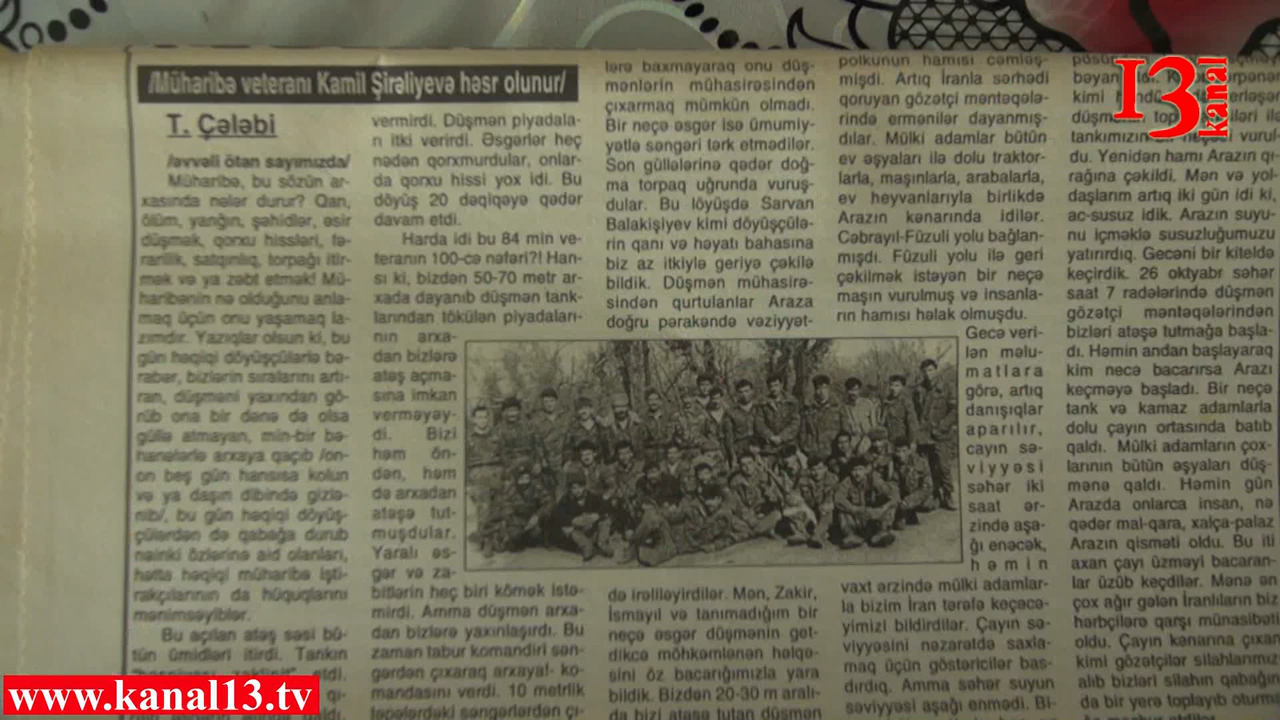 /Müharibə veteranı Kamil Şirəliyevə həsr olunur/
T. Çələbi
/əvvəli ötən sayımızda/
Müharibə, bu sözün ar-
xasında nələr durur? Qan,
ölüm, yanğın, şəhidlər, əsir
düşmək, qorxu hissləri, fə-
rarilik, satqınlıq, torpağı itir-
mək və ya zəbt etmək! Mü-
haribənin nə olduğunu anla-
maq üçün onu yaşamaq la-
zımdır. Yazıqlar olsun ki, bu
gün həqiqi döyüşçülərlə bə-
rabər, bizlərin sıralarını artı-
ran, düşməni yaxından gö-
rüb ona bir dənə də olsa
güllə atmayan, min-bir bə-
hanələrlə arxaya qaçıb /on-
on beş gün hansısa kolun
və ya daşın dibində gizlə-
nib/, bu gün həqiqi döyüş-
çülərdən də qabağa durub
nəinki özlərinə aid olanları,
hətta həqiqi müharibə işti-
rakçılarının da hüquqlarını
mənimsəyiblər.
Bu açılan atəş səsi bü-
tün ümidləri itirdi. Tankın
vermirdi. Düşmən piyadala-
n itki verirdi. Əsgərlər heç
nədən qorxmurdular, onlar-
da qorxu hissi yox idi. Bu
döyüş 20 dəqiqəyə qədər
davam etdi.
Harda idi bu 84 min ve-
teranın 100-cə nəfəri?! Han-
sı ki, bizdən 50-70 metr ar-
xada dayanıb düşmən tank-
larından tökülən piyadaları-
nın arxa-
dan bizlərə
atəş açma-
sına imkan
verməyəy-
di. Bizi
həm ön-
dən, həm
də arxadan
atəşə tut-
muşdular.
Yaralı əs-
gər və za-
bitlərin heç biri kömək istə-
mirdi. Amma düşmən arxa-
dan bizlərə yaxınlaşırdı. Bu
zaman tabur komandiri sən-
gərdən çıxaraq arxaya! ko-
mandasını verdi. 10 metrlik
təpələrdəki səngərlərdən çı-
lərə baxmayaraq onu düş-
mənlərin mühasirəsindən
çıxarmaq mümkün olmadı.
Bir neçə əsgər isə ümumiy-
yətlə səngəri tərk etmədilər.
Son güllələrinə qədər doğ-
ma torpaq uğrunda vuruş-
dular. Bu löyüşdə Sarvan
Balakişiyev kimi döyüşçülə-
rin qanı və həyatı bahasına
biz az itkiylə geriyə çəkilə
bildik. Düşmən mühasirə-
sindən qurtulanlar Araza
doğru pərakəndə vəziyyət-
də irəliləyirdilər. Mən, Zakir,
İsmayıl və tanımadığım bir
neçə əsgər düşmənin get-
dikcə möhkəmlənən həlqə-
sini öz bacarığımızla yara
bildik. Bizdən 20-30 m aralı-
da bizi atəşə tutan düşmən
polkunun hamısı cəmləş-
mişdi. Artıq İranla sərhədi
qoruyan gözətçi məntəqələ-
rində ermənilər dayanmış-
dılar. Mülki adamlar bütün
ev əşyaları ilə dolu traktor-
larla, maşınlarla, arabalarla,
ev heyvanlarıyla birlikdə
Arazın kənarında idilər.
Cəbrayıl-Füzuli yolu bağlan-
mışdı. Füzuli yolu ilə geri
çəkilmək istəyən bir neçə
maşın vurulmuş və insanla-
rın hamısı həlak olmuşdu.
Gecə veri-
lən məlu-
matlara
görə, artıq
danışıqlar
aparılır,
çayın sə-
viyyəsi
səhər iki
saat ər-
zində aşa-
ğı enəcək,
həmin
vaxt ərzində mülki adamlar-
la bizim İran tərəfə keçəcə-
yimizi bildirdilər. Çayın sə-
viyyəsini nəzarətdə saxla-
maq üçün göstəricilər bas-
dırdıq. Amma səhər suyun
səviyyəsi aşağı enmədi. Bi-
kimi
düşmənin
tankımızın
du. Yenidən hamı Arazın qı-
rağına çəkildi. Mən və yol-
daşlarım artıq iki gün idi ki,
ac-susuz idik. Arazın suyu-
nu içməklə susuzluğumuzu
yatırırdıq. Gecəni bir kiteldə
keçirdik. 26 oktyabr səhər
saat 7 radələrində düşmən
gözətçi məntəqələrindən
bizləri atəşə tutmağa başla-
dı. Həmin andan başlayaraq
kim necə bacarırsa Arazı
keçməyə başladı. Bir neçə
tank və kamaz adamlarla
dolu çayın ortasında batıb
qaldı. Mülki adamların çox-
larının bütün əşyaları düş-
mənə qaldı. Həmin gün
Arazda onlarca insan, nə
qədər mal-qara, xalça-palaz
Arazın qisməti oldu. Bu iti
axan çayı üzməyi bacaran-
lar üzüb keçdilər. Mənə ən
çox ağır gələn İranlıların biz
hərbçilərə qarşı münasibəti
oldu. Çayın kənarına çıxan
kimi gözətçilər silahlarımızı
alıb bizləri silahın qabağın
da bir yerə toplayıb oturmu
13 kanal
www.kanal13.tv